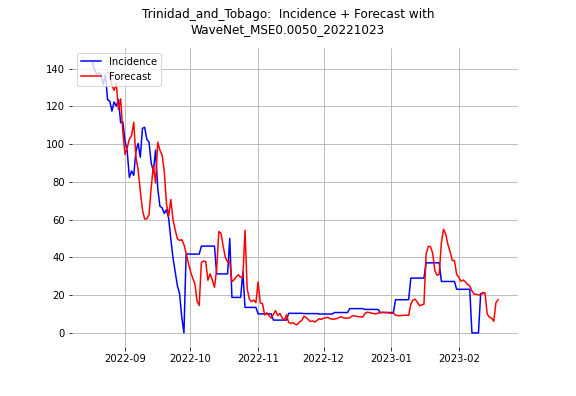 Trinidad_and_Tobago:  Incidence + Forecast with
WaveNet_MSE0.0050_20221023
Incidence
Forecast
140
120
100
80
60
40
20
0
2022-09 2022-10 2022-11 2022-12 2023-01 2023-02